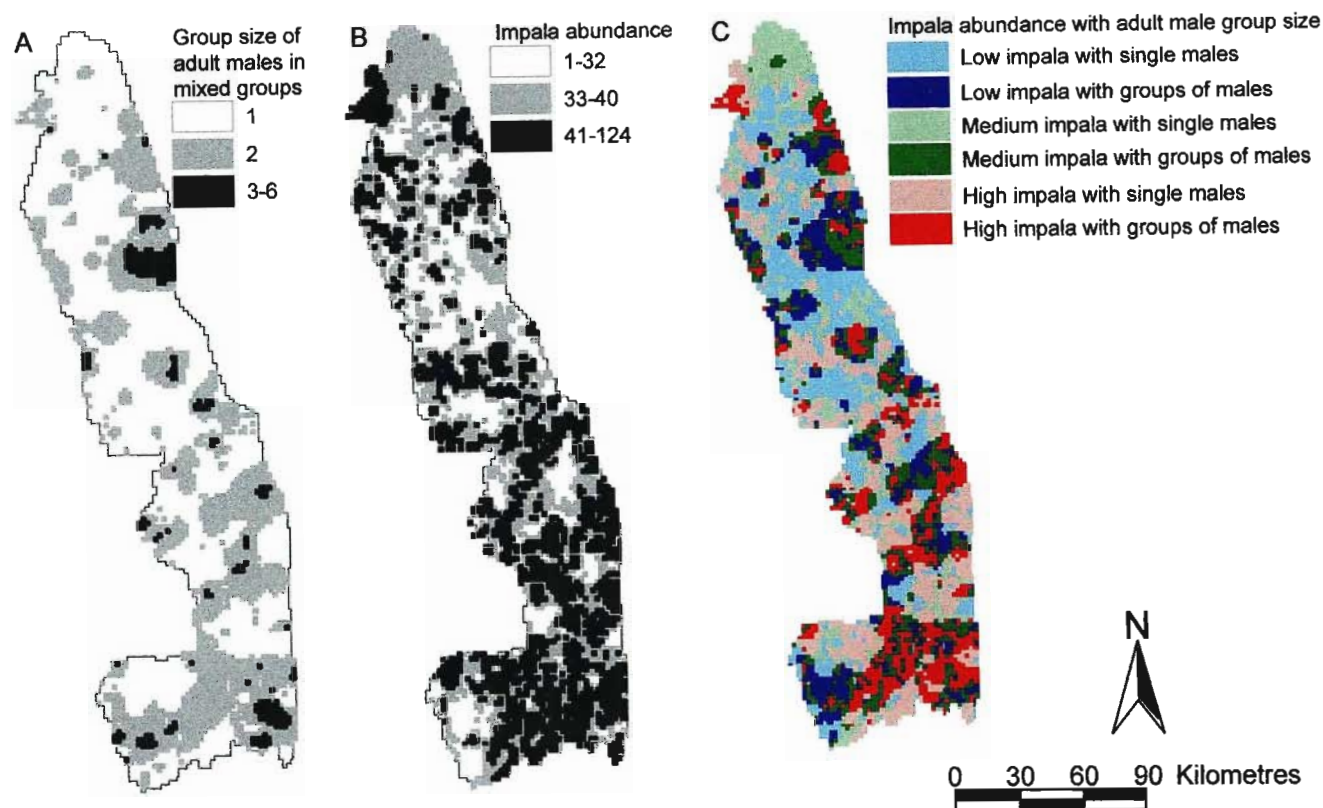 A
Group size of
adult males in
mixed groups
1
2
3-6
B
Impala abundance
1-32
33-40
41-124
C
Impala abundance with adult male group size
Low impala with single males
Low impala with groups of males
Medium impala with single males
Medium impala with groups of males
High impala with single males
High impala with groups of males
N
0 30 60 90 Kilometres